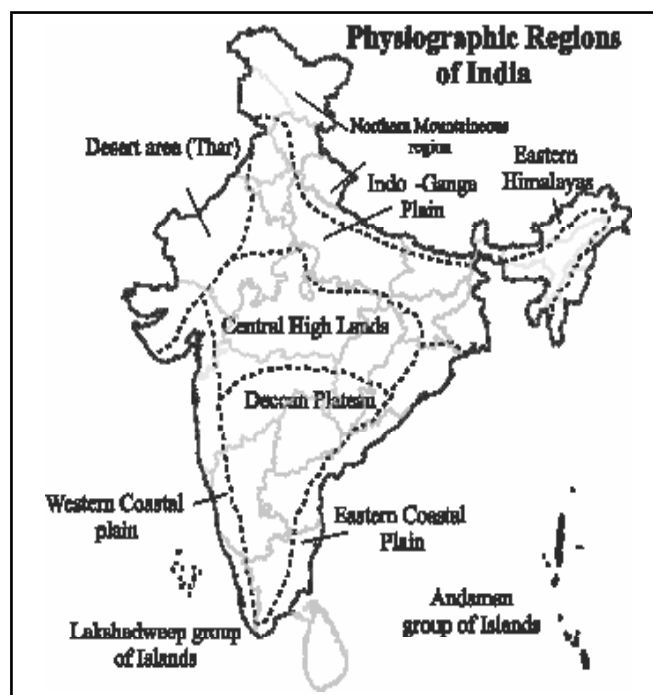 Physiographic Regions
of India
Northern Mountrineous
region
Desert area (Thar)
Eastern
Himalayas
Indo -Ganga
Plain
Central High Lands
Deccan Plateau
Western Coastal
plain
Eastern Coastal
Plain
Andaman
group of Islands
Lakshadweep group
of Islands